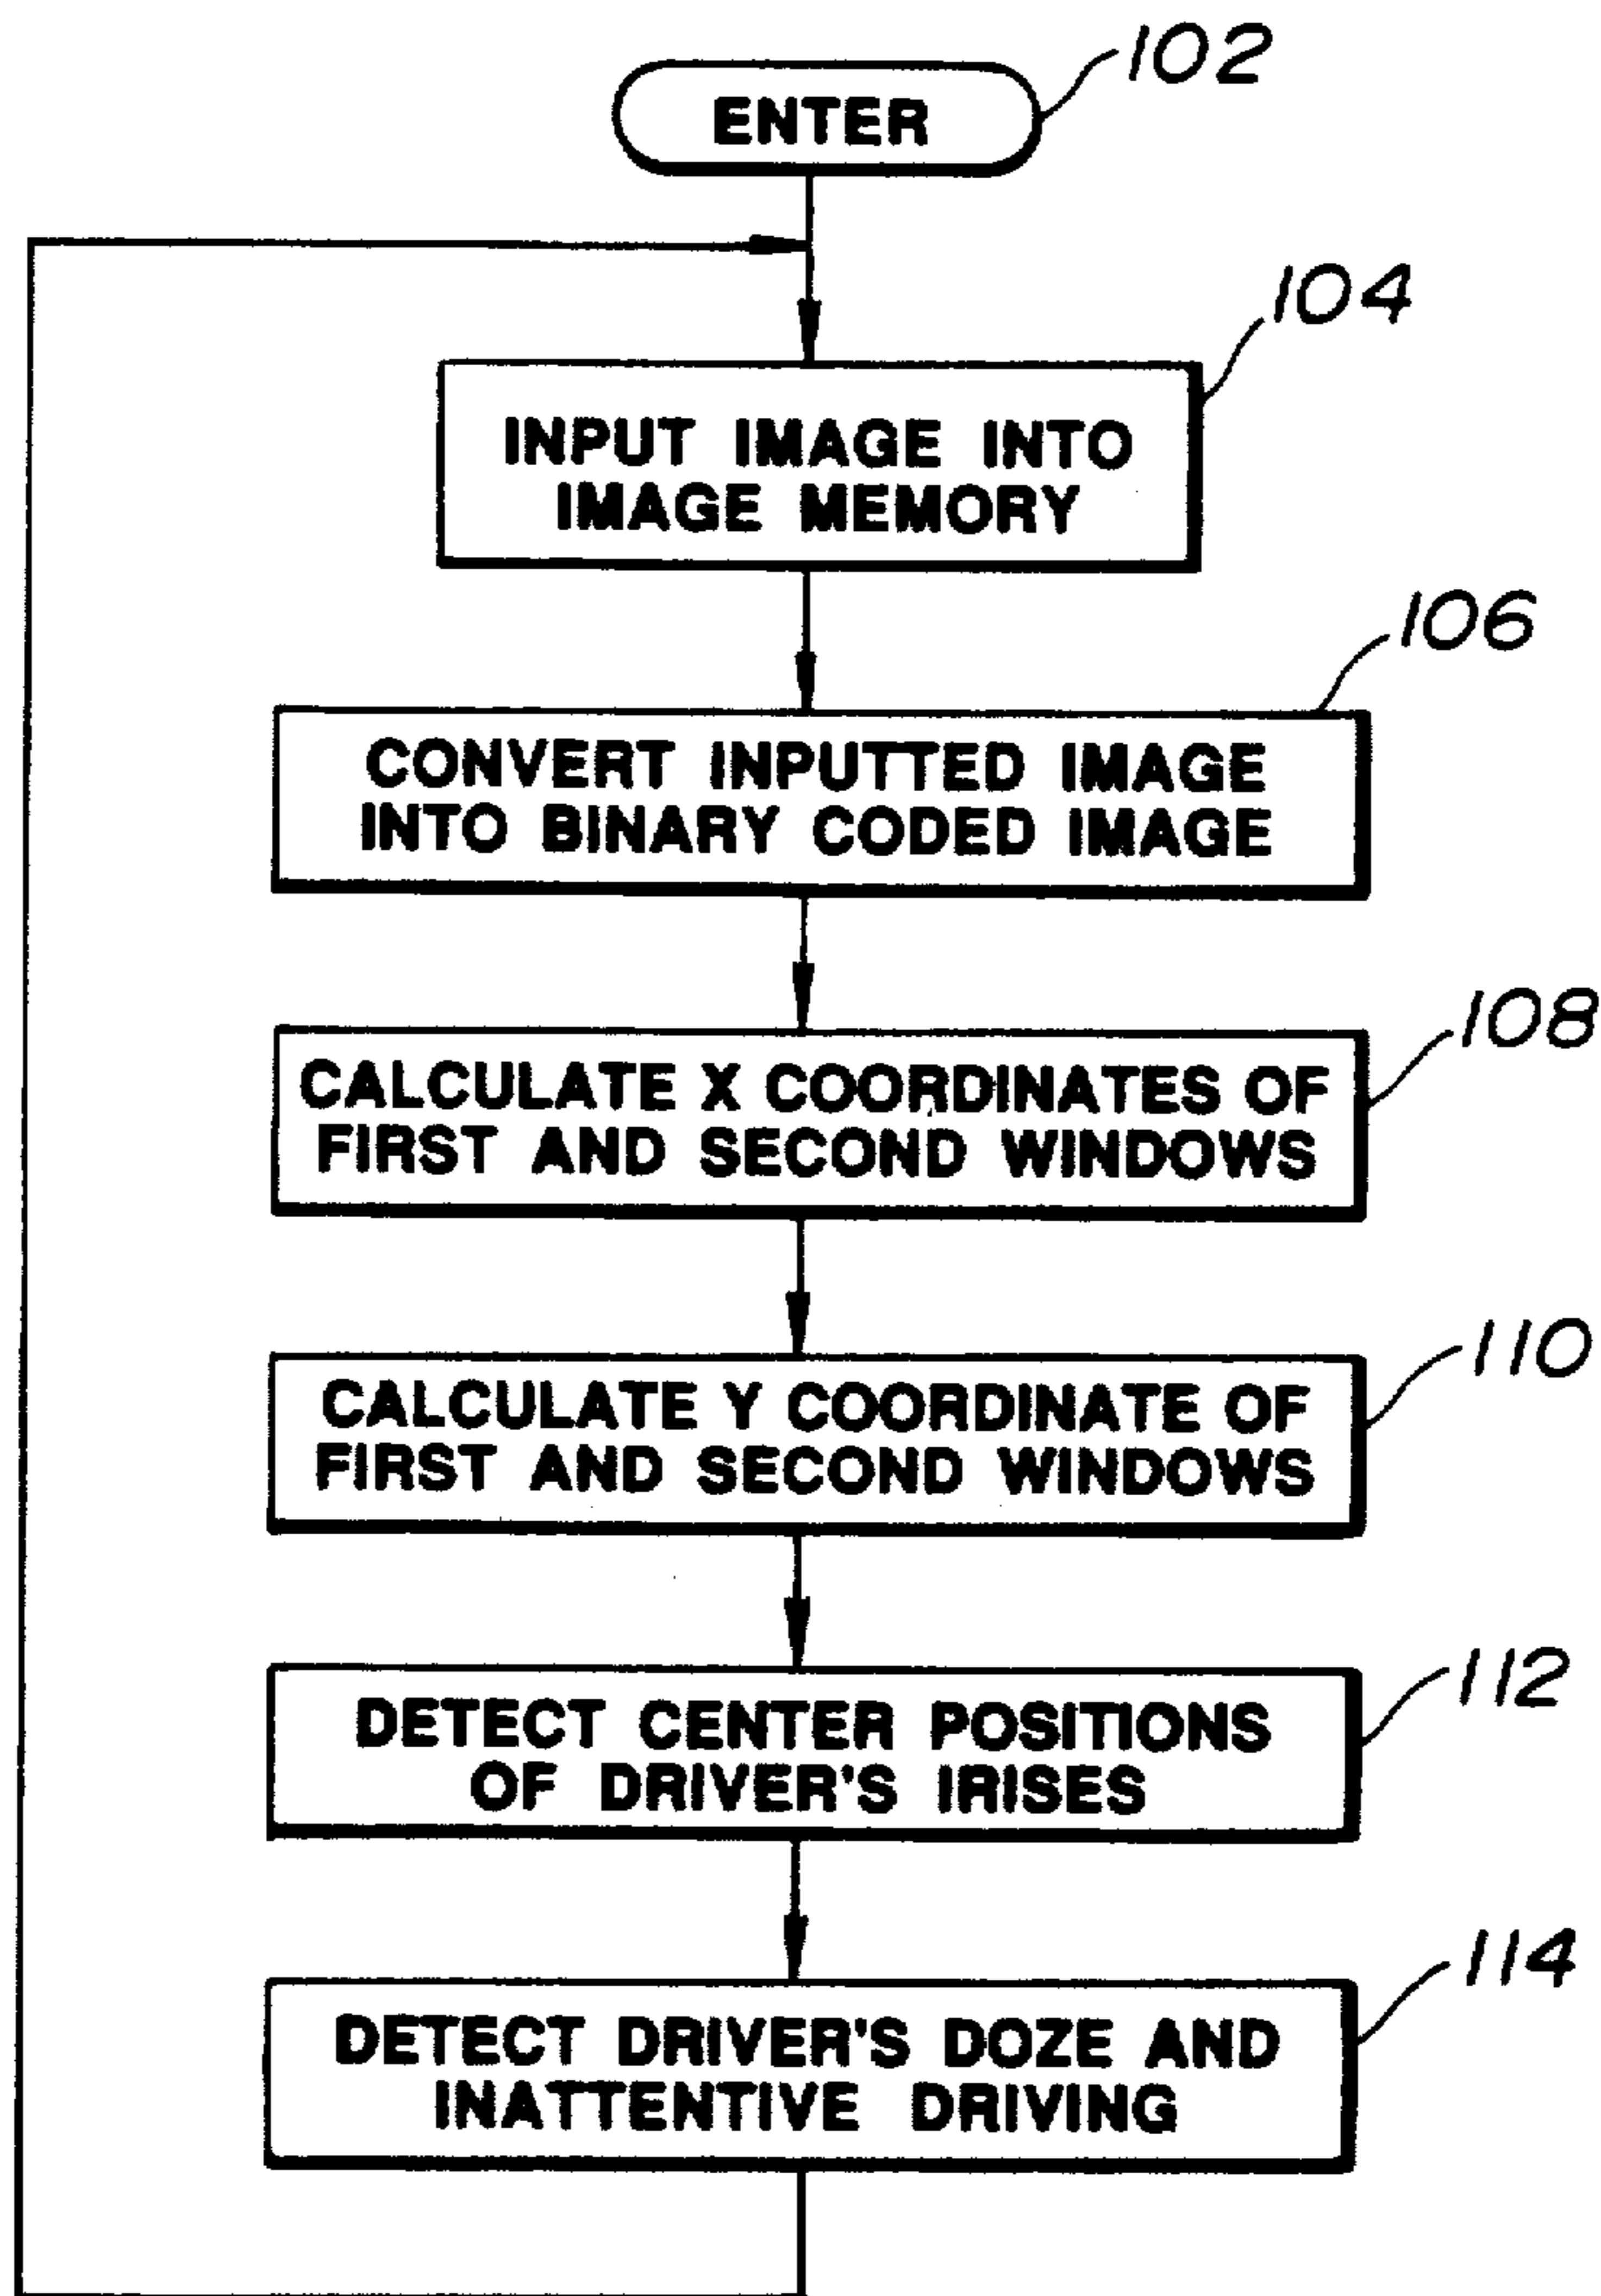 102
ENTER
104
INPUT IMAGE INTO
IMAGE MEMORY
106
CONVERT INPUTTED IMAGE
INTO BINARY CODED IMAGE
108
CALCULATE X COORDINATES OF
FIRST AND SECOND WINDOWS
110
CALCULATE Y COORDINATE OF
FIRST AND SECOND WINDOWS
112
DETECT CENTER POSITIONS
OF DRIVER'S IRISES
114
DETECT DRIVER'S DOZE AND
INATTENTIVE DRIVING